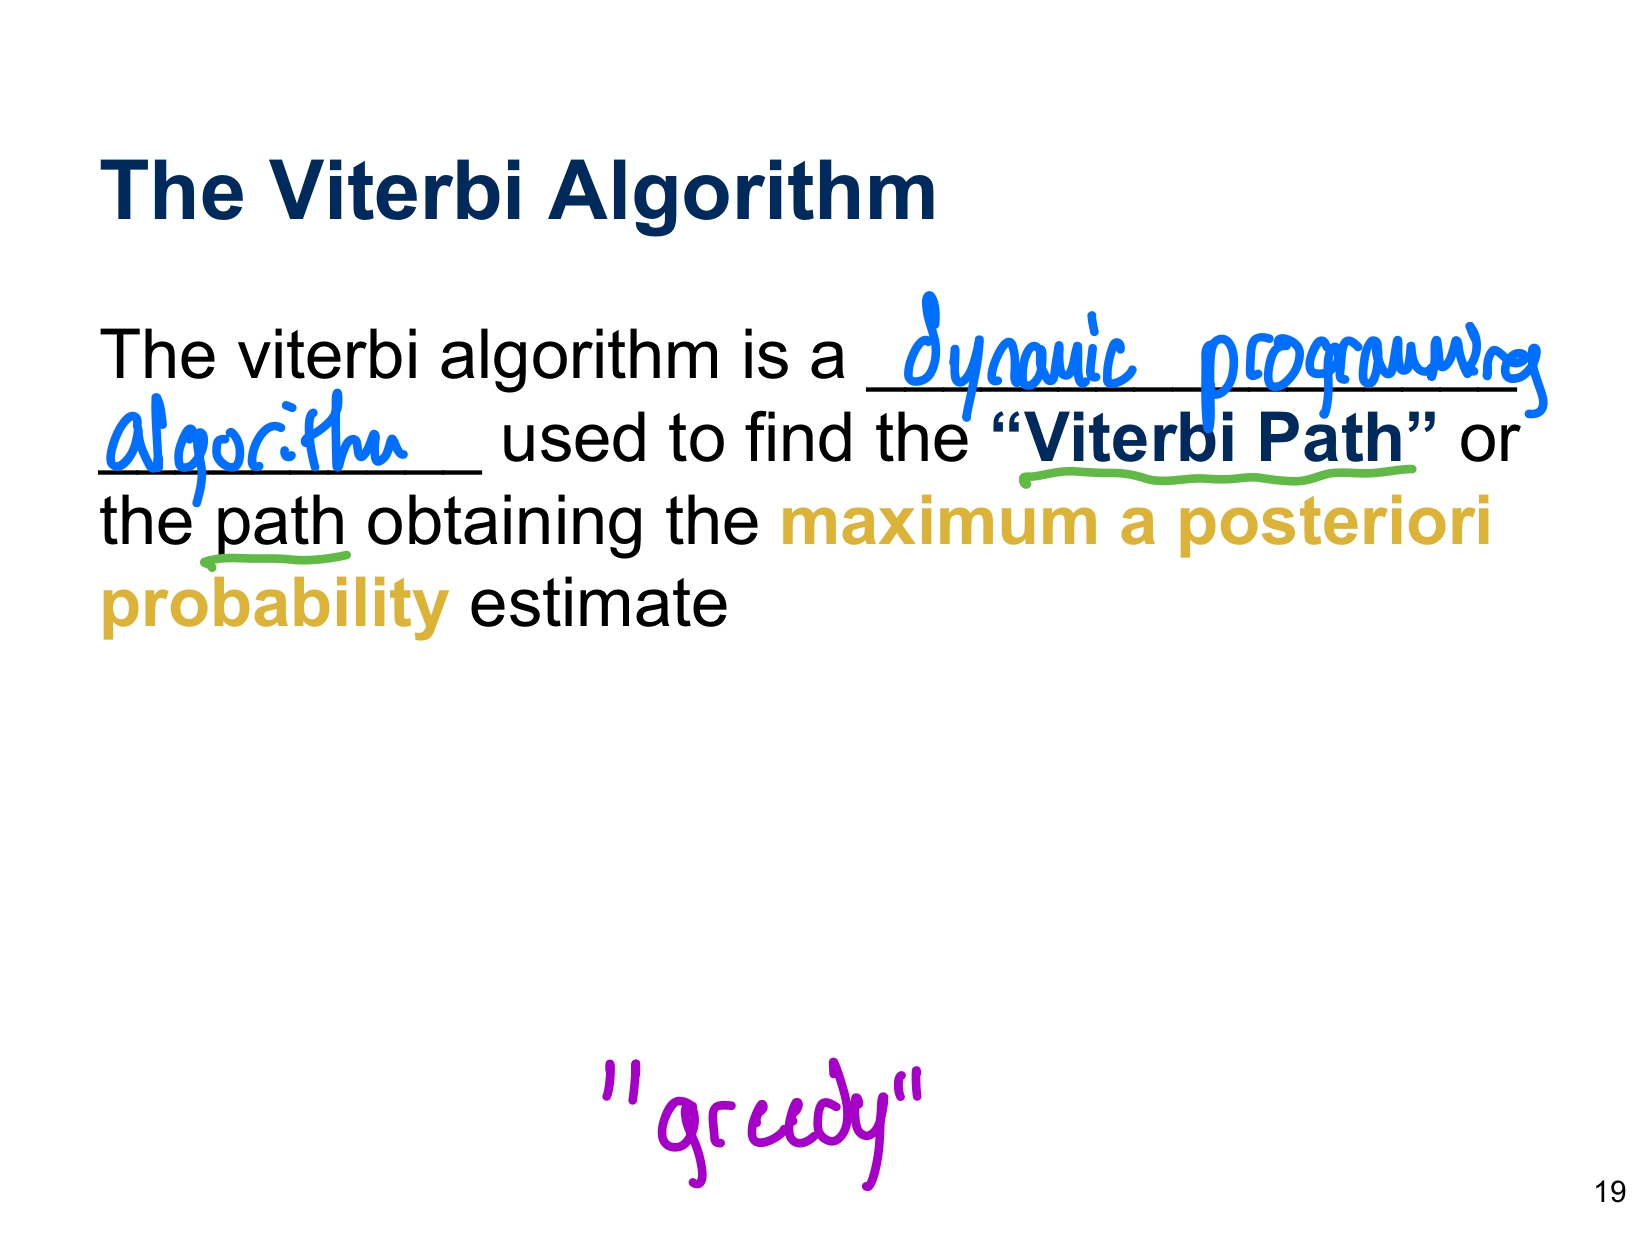 The Viterbi Algorithm
The viterbi algorithm is a dynamic programming
algorithm used to find the “Viterbi Path” or
the path obtaining the maximum a posteriori
probability estimate
"greedy"
19